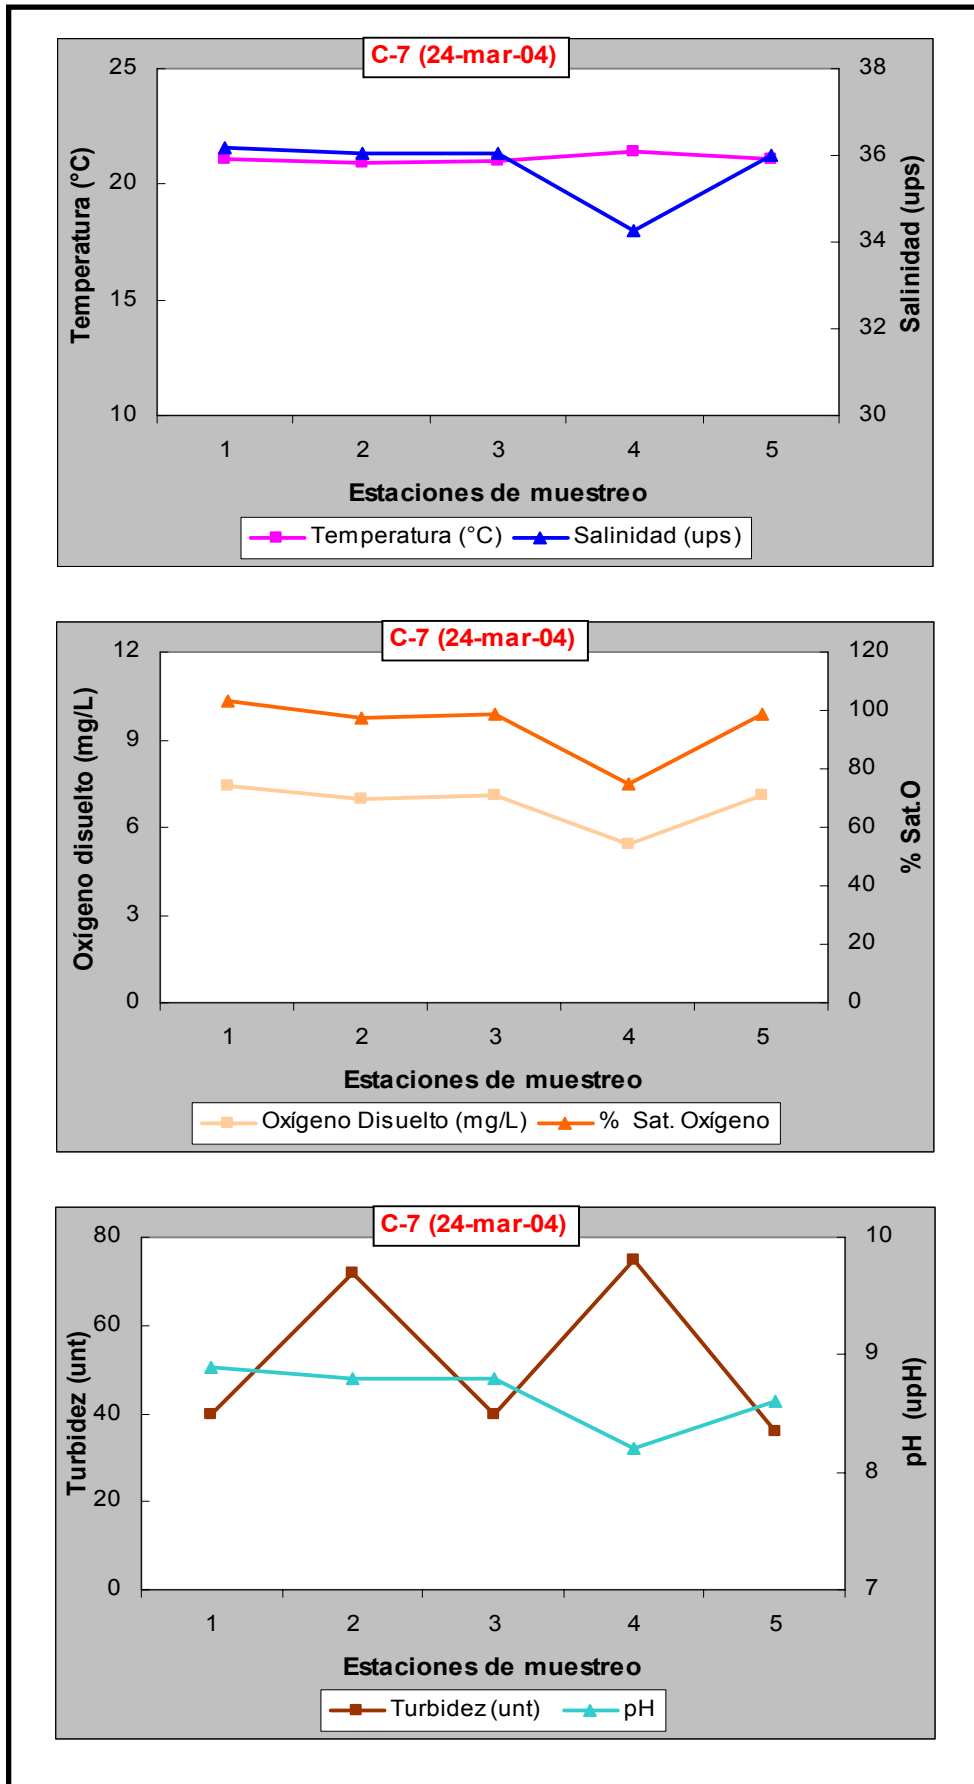 C-7 (24-mar-04)
25
20
15
10
Temperatura (°C)
38
36
34
32
30
Salinidad (ups)
1 2 3 4 5
Estaciones de muestreo
Temperatura (°C) Salinidad (ups)
C-7 (24-mar-04)
12
9
6
3
0
Oxígeno disuelto (mg/L)
120
100
80
60
40
20
0
% Sat.O
1 2 3 4 5
Estaciones de muestreo
Oxígeno Disuelto (mg/L) % Sat. Oxígeno
C-7 (24-mar-04)
80
60
40
20
0
Turbidez (unt)
10
9
8
7
pH (upH)
1 2 3 4 5
Estaciones de muestreo
Turbidez (unt) pH